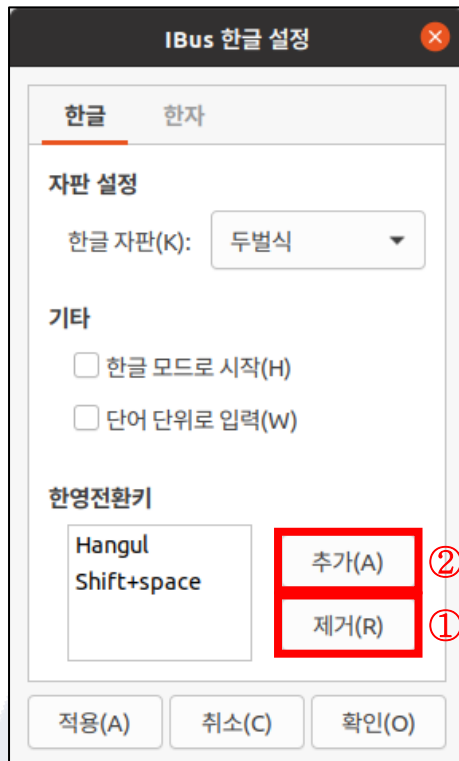 IBus 한글 설정
한글 한자
자판 설정
한글 자판(K): 두벌식
기타
한글 모드로 시작(H)
단어 단위로 입력(W)
한영전환키
Hangul
Shift+space
추가(A) ②
제거(R) ①
적용(A) 취소(C) 확인(O)